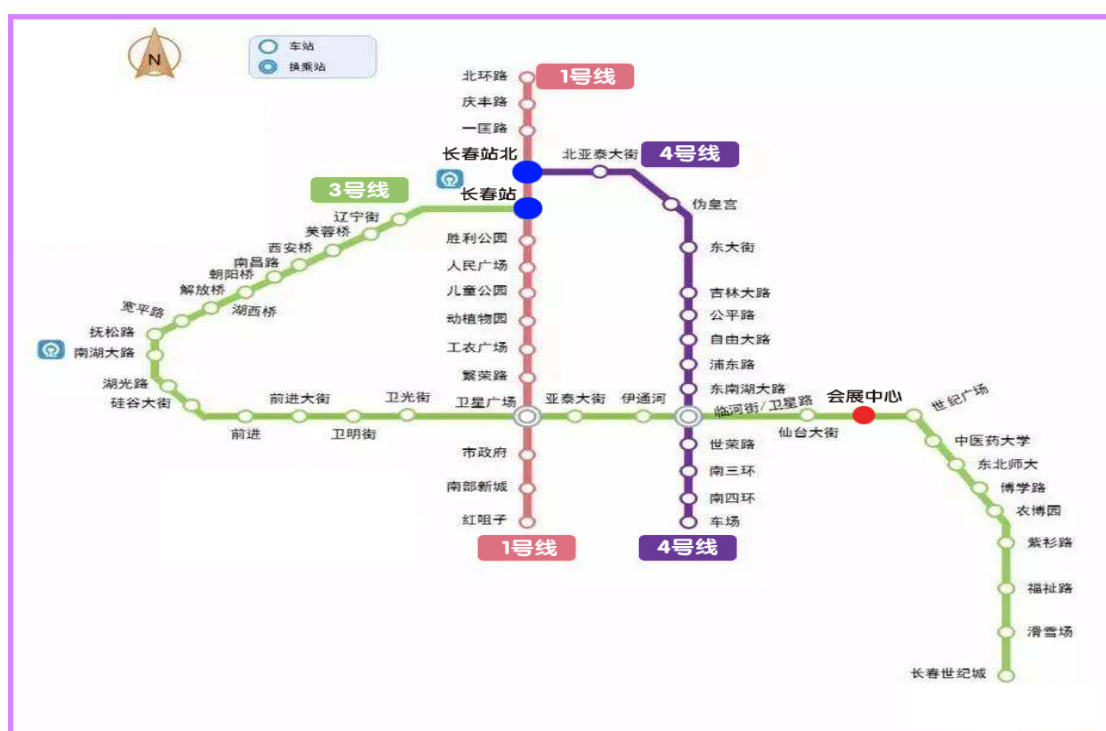 N
车站
换乘站
北环路
1号线
庆丰路
一匡路
长春站北
北亚泰大街
4号线
3号线
长春站
伪皇宫
辽宁街
芙蓉桥
西安桥
南昌路
朝阳桥
解放桥
湖西桥
宽平路
抚松路
南湖大路
湖光路
硅谷大街
胜利公园
人民广场
儿童公园
动植物园
工农广场
繁荣路
卫星广场
东大街
吉林大路
公平路
自由大路
浦东路
东南湖大路
前进
前进大街
卫明街
卫光街
亚泰大街
伊通河
临河街/卫星路
仙台大街
会展中心
世纪广场
中医药大学
东北师大
博学路
农博园
紫杉路
福祉路
滑雪场
长春世纪城
市政府
南部新城
红咀子
1号线
世荣路
南三环
南四环
车场
4号线